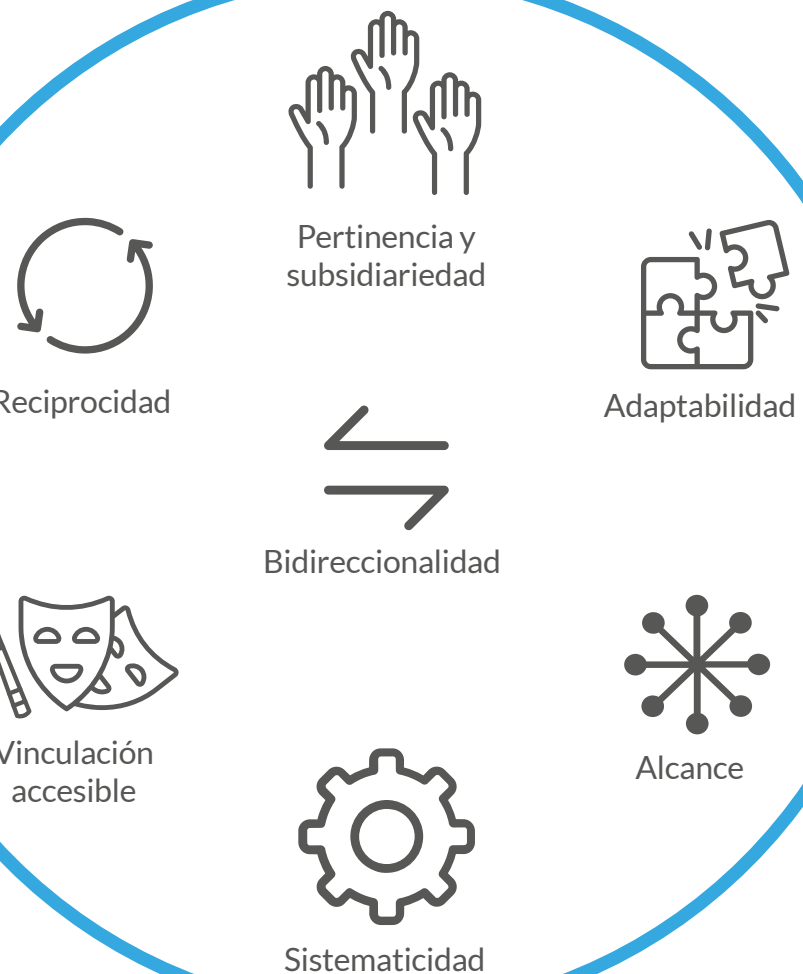 Pertinencia y
subsidiariedad
Reciprocidad
Adaptabilidad
Bidireccionalidad
Vinculación
accesible
Alcance
Sistematicidad